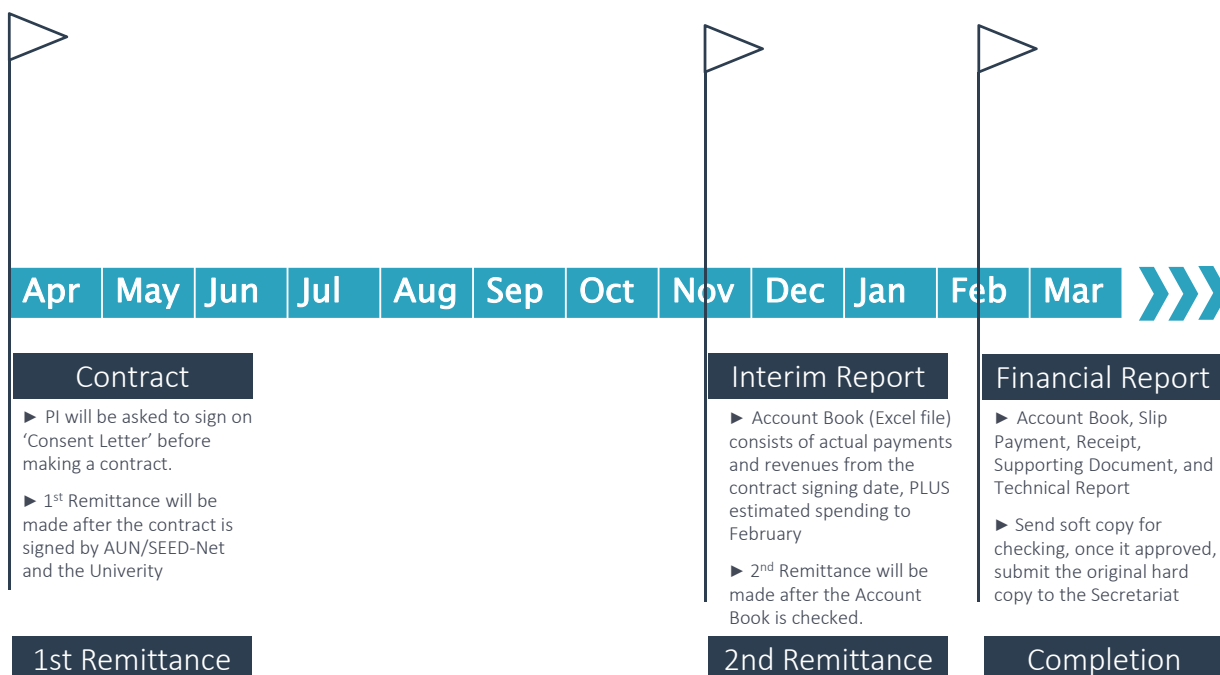 Apr May Jun Jul Aug Sep Oct Nov Dec Jan Feb Mar
Contract
► PI will be asked to sign on
‘Consent Letter’ before
making a contract.
► 1st Remittance will be
made after the contract is
signed by AUN/SEED-Net
and the Univerity
1st Remittance
Interim Report
► Account Book (Excel file)
consists of actual payments
and revenues from the
contract signing date, PLUS
estimated spending to
February
► 2nd Remittance will be
made after the Account
Book is checked.
2nd Remittance
Financial Report
► Account Book, Slip
Payment, Receipt,
Supporting Document, and
Technical Report
► Send soft copy for
checking, once it approved,
submit the original hard
copy to the Secretariat
Completion